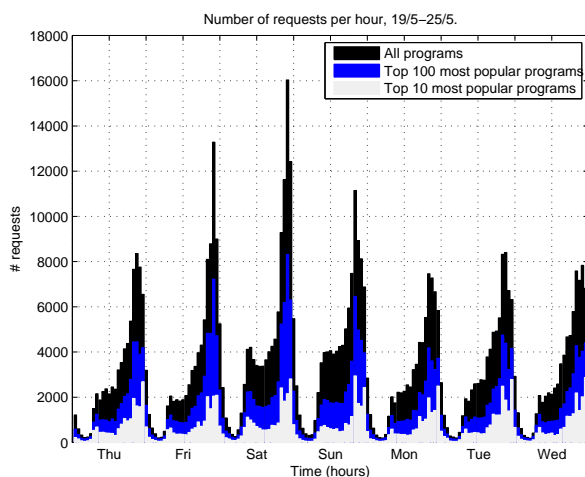 Number of requests per hour, 19/5−25/5.
All programs
Top 100 most popular programs
Top 10 most popular programs
# requests
18000
16000
14000
12000
10000
8000
6000
4000
2000
0
Thu Fri Sat Sun Mon Tue Wed
Time (hours)